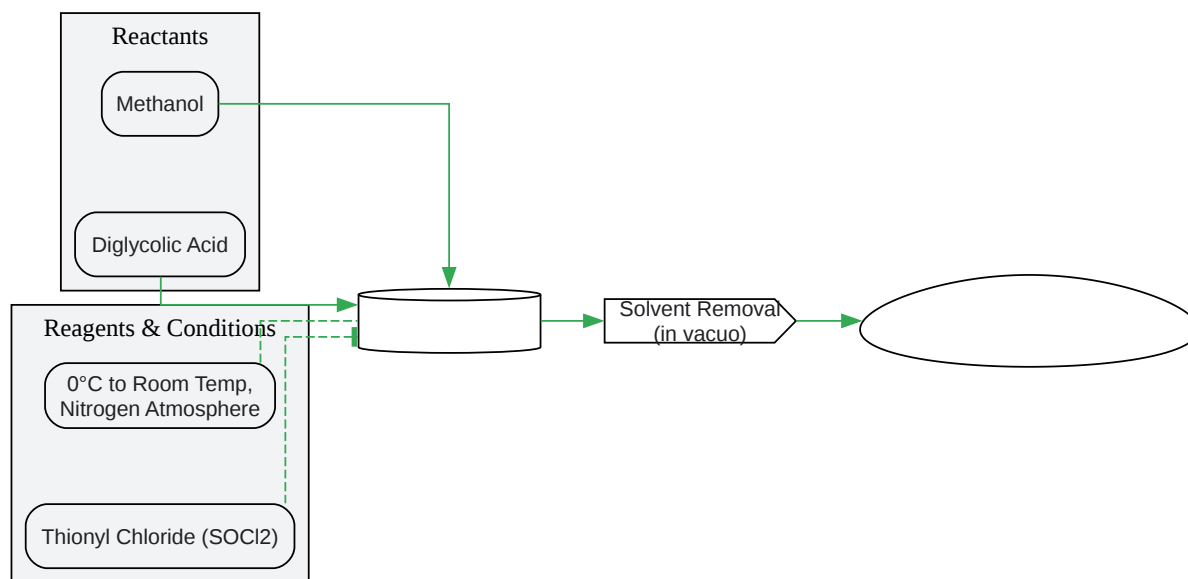 Reactants
Methanol
Diglycolic Acid
Reagents & Conditions
0°C to Room Temp,
Nitrogen Atmosphere
Thionyl Chloride (SOCl2)
Solvent Removal
(in vacuo)